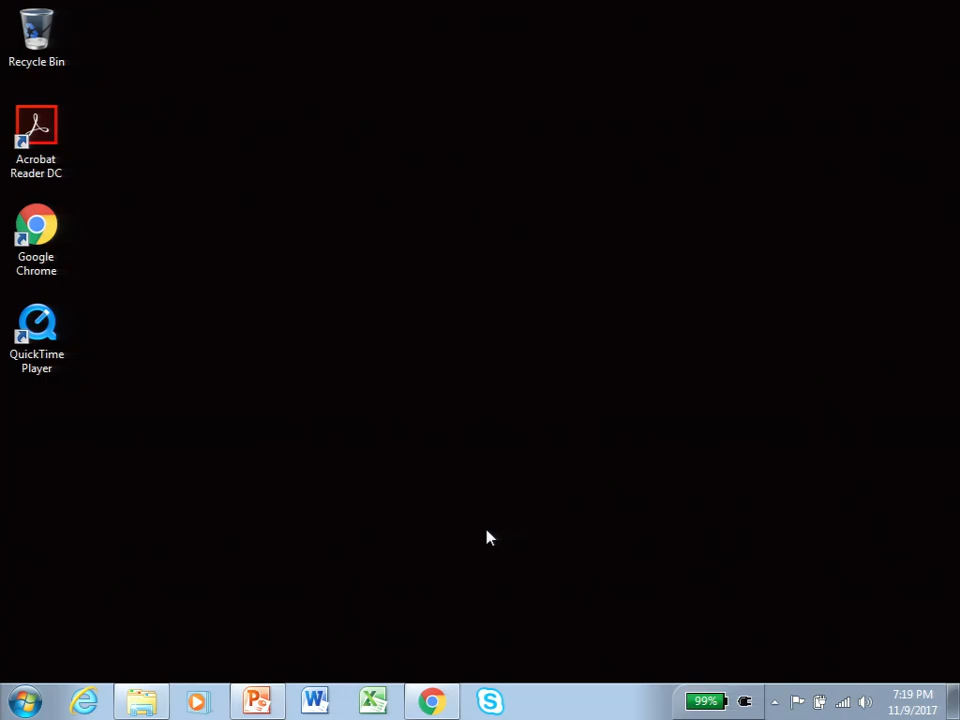 Recycle Bin
Acrobat
Reader DC
Google
Chrome
QuickTime
Player
99%
7:19 PM
11/9/2017